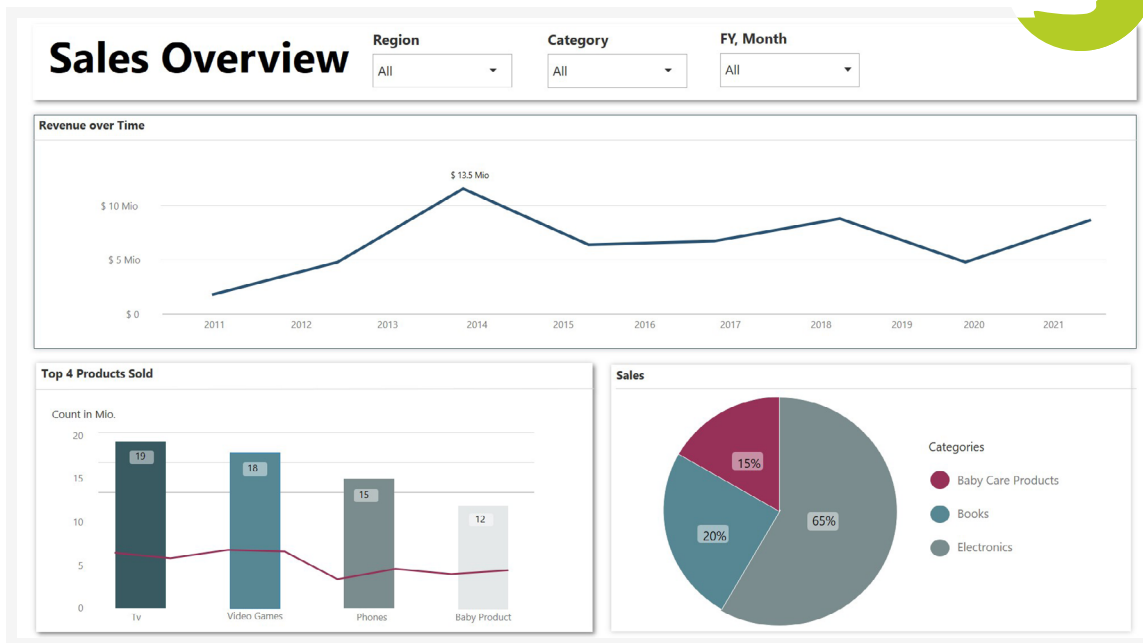 Sales Overview
Region
Category
FY, Month
All
All
All
Revenue over Time
$ 13.5 Mio
$ 10 Mio
$ 5 Mio
$ 0
2011 2012 2013 2014 2015 2016 2017 2018 2019 2020 2021
Top 4 Products Sold
Count in Mio.
20
15
10
5
0
19
18
15
12
Tv Video Games Phones Baby Product
Sales
15%
20%
65%
Categories
Baby Care Products
Books
Electronics